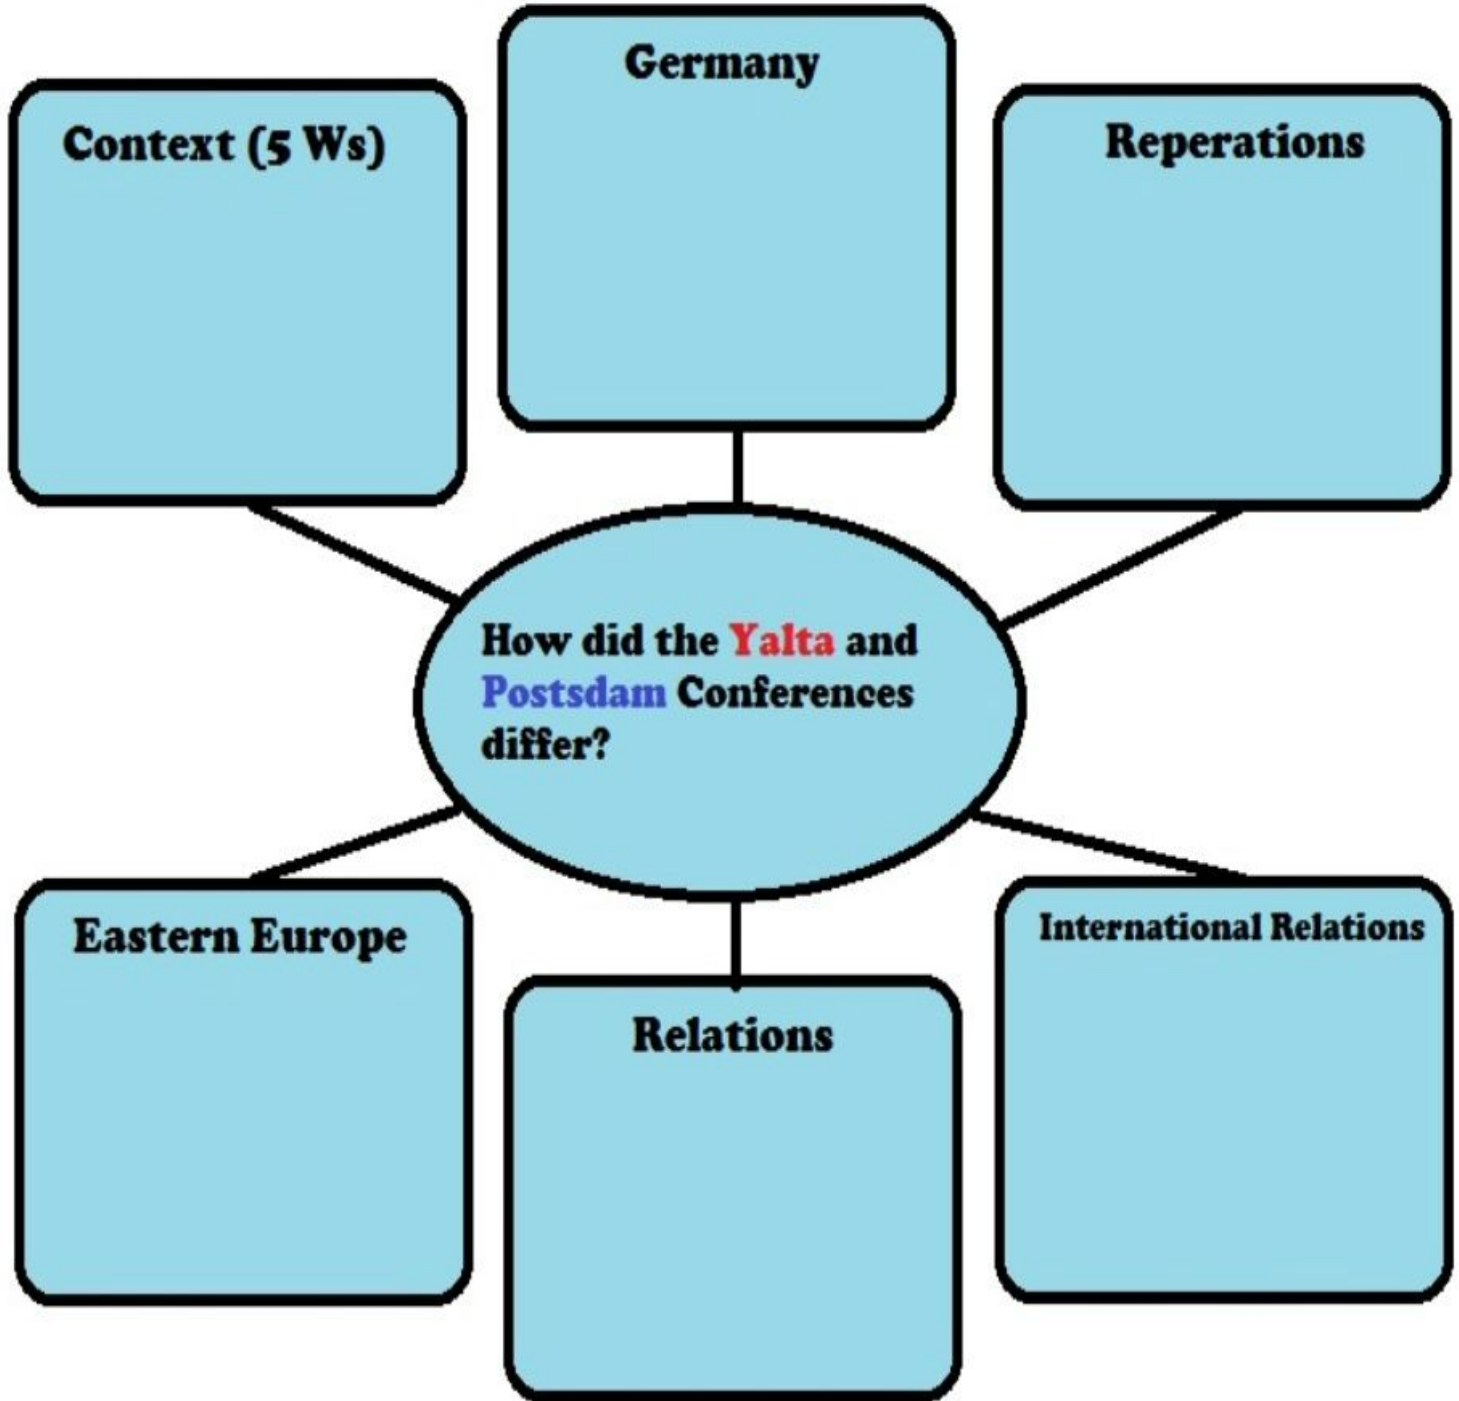 Germany
Context (5 Ws)
Reperations
How did the Yalta and
Postsdam Conferences
differ?
Eastern Europe
International Relations
Relations